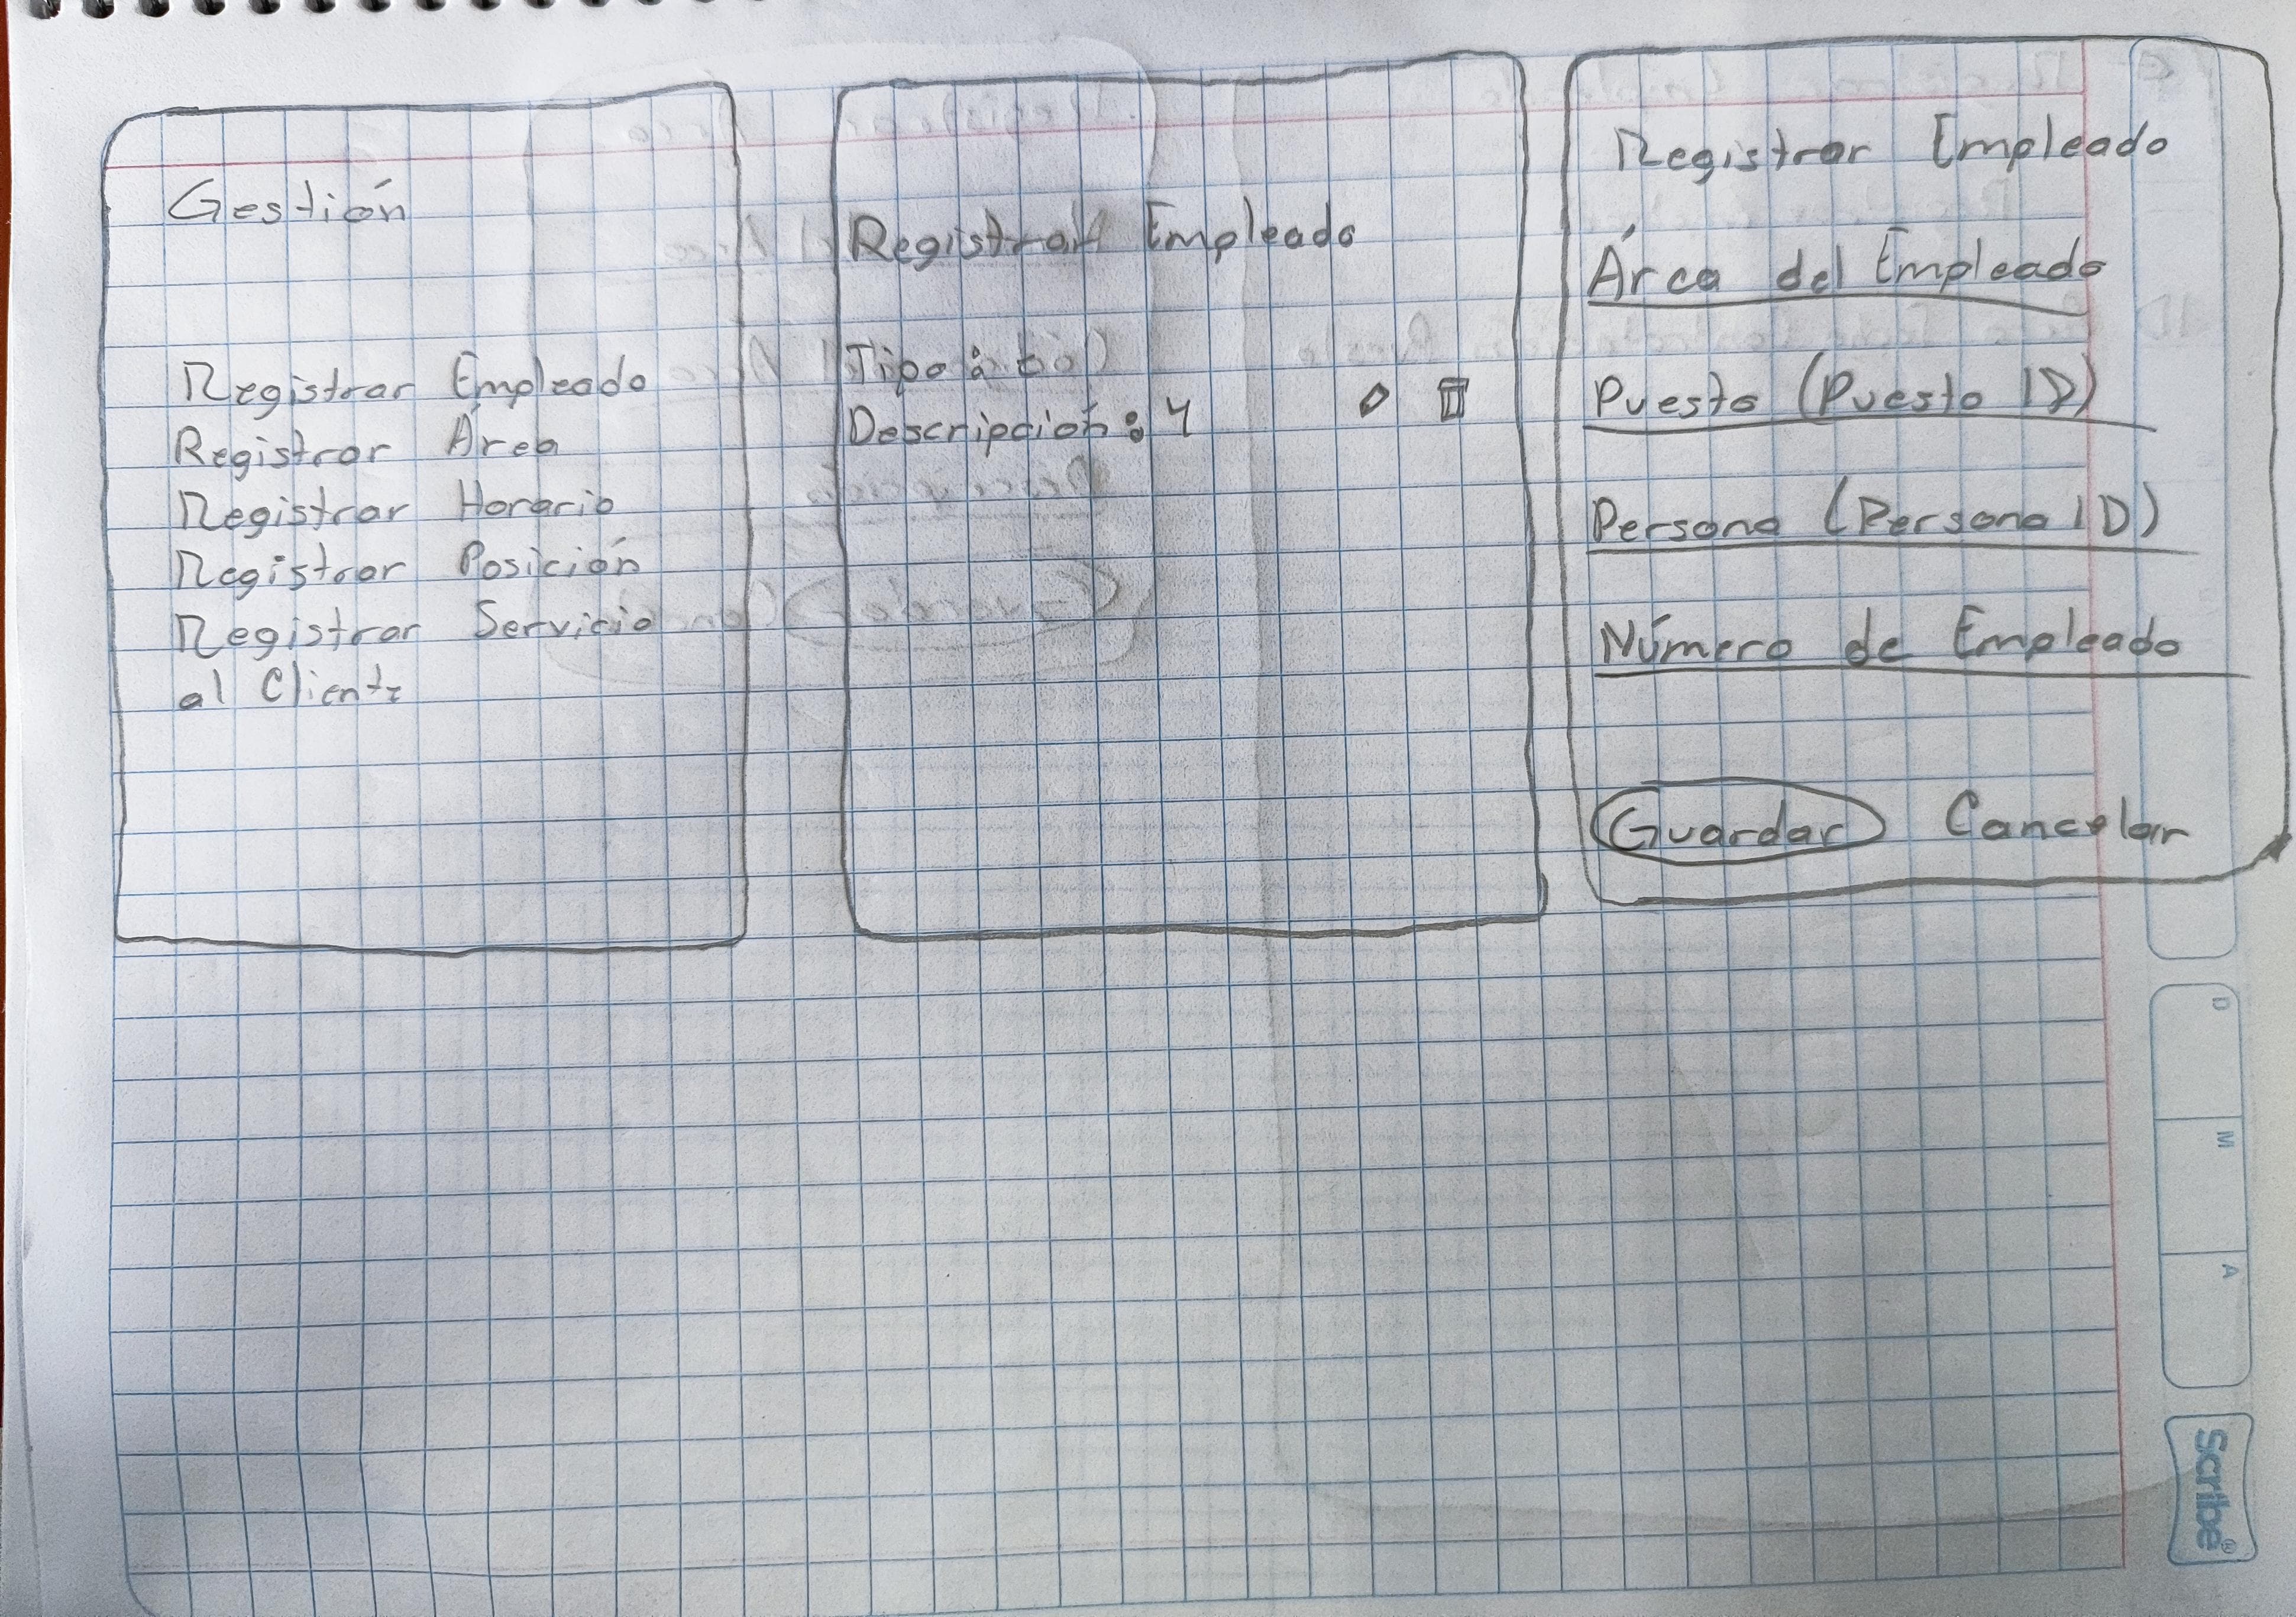 Gestión
Registrar Empleado
Registrar Área
Registrar Horario
Registrar Posición
Registrar Servicio
al Cliente
Registrar Empleado
Tipo :
Descripción: 4
Registrar Empleado
Área del Empleado
Puesto (Puesto ID)
Persona (Persona ID)
Número de Empleado
Guardar Cancelar
D
M
A
Scribe®